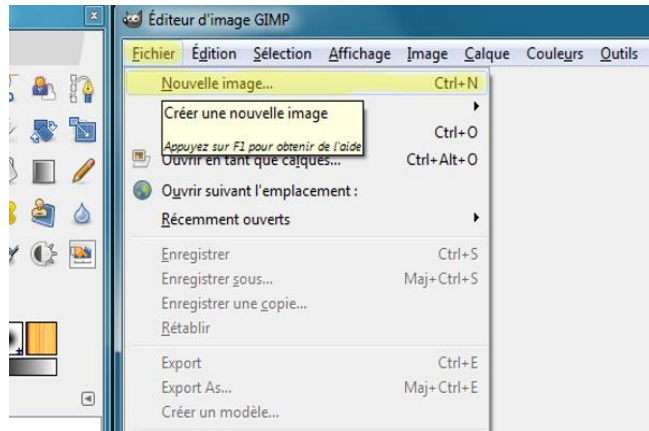 Éditeur d'image GIMP
Fichier Édition Sélection Affichage Image Calque Couleurs Outils
Nouvelle image... Ctrl+N
Créer une nouvelle image
Appuyez sur F1 pour obtenir de l'aide
Ctrl+O
Ouvrir en tant que calques... Ctrl+Alt+O
Ouvrir suivant l'emplacement :
Récemment ouverts
Enregistrer Ctrl+S
Enregistrer sous... Maj+Ctrl+S
Enregistrer une copie...
Rétablir
Export Ctrl+E
Export As... Maj+Ctrl+E
Créer un modèle...